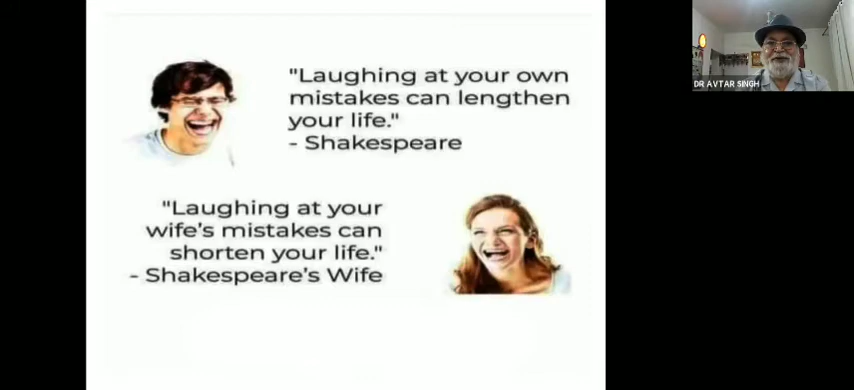 "Laughing at your own
mistakes can lengthen
your life."
- Shakespeare
"Laughing at your
wife's mistakes can
shorten your life."
- Shakespeare's Wife
DR AVTAR SINGH